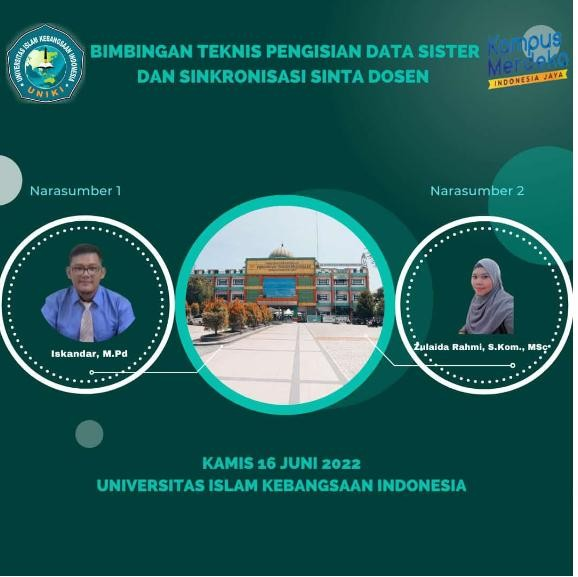 BIMBINGAN TEKNIS PENGISIAN DATA SISTER
DAN SINKRONISASI SINTA DOSEN
UNIVERSITAS ISLAM KEBANGSAAN INDONESIA
UNIKI
Kampus
Merdeka
INDONESIA JAYA
Narasumber 1
Narasumber 2
Iskandar, M.Pd
Zulaida Rahmi, S.Kom., MSc
KAMIS 16 JUNI 2022
UNIVERSITAS ISLAM KEBANGSAAN INDONESIA